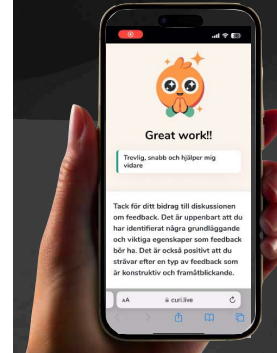 Great work!!
Trevlig, snabb och hjälper mig
vidare
Tack för ditt bidrag till diskussionen
om feedback. Det är uppenbart att du
har identifierat några grundläggande
och viktiga egenskaper som feedback
bör ha. Det är också positivt att du
strävar efter en typ av feedback som
är konstruktiv och framåtblickande.
AA
curi.live